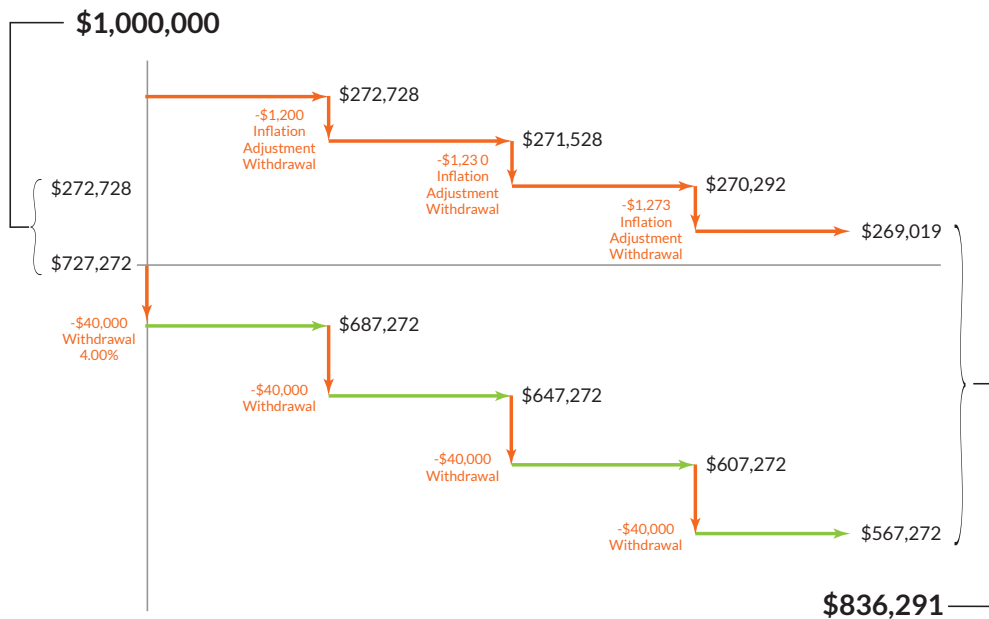 $1,000,000
$272,728
-$1,200
Inflation
Adjustment
Withdrawal
$271,528
-$1,23 0
Inflation
Adjustment
Withdrawal
$272,728
$270,292
-$1,273
Inflation
Adjustment
Withdrawal
$269,019
$727,272
-$40,000
Withdrawal
4.00%
$687,272
-$40,000
Withdrawal
$647,272
-$40,000
Withdrawal
$607,272
-$40,000
Withdrawal
$567,272
$836,291